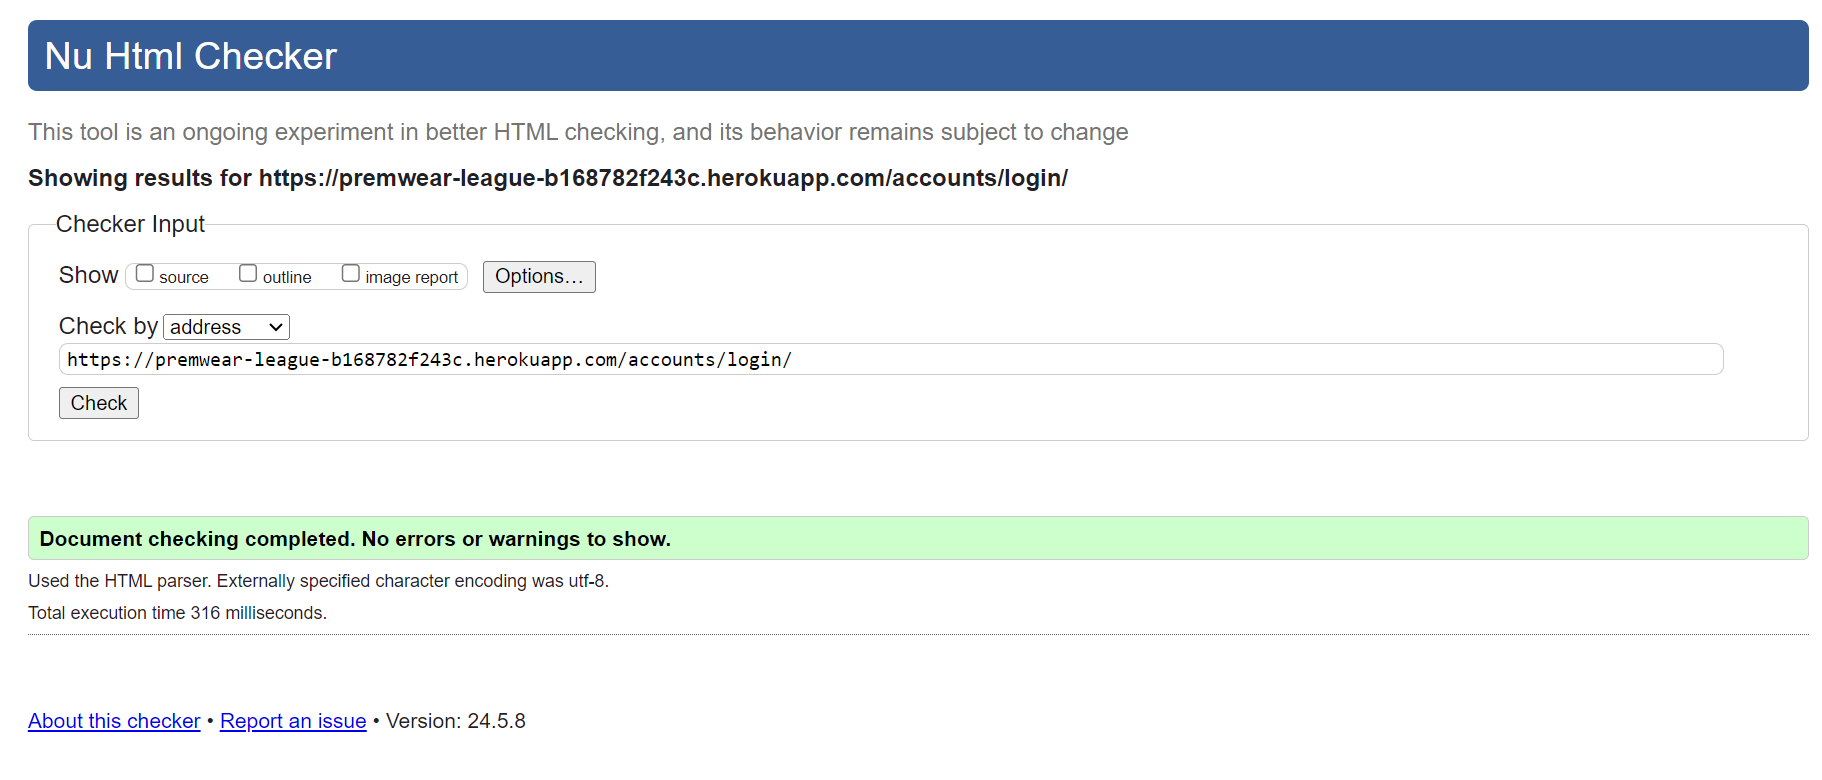 Nu Html Checker
This tool is an ongoing experiment in better HTML checking, and its behavior remains subject to change
Showing results for https://premwear-league-b168782f243c.herokuapp.com/accounts/login/
Checker Input
Show source outline image report Options...
Check by address
https://premwear-league-b168782f243c.herokuapp.com/accounts/login/
Check
Document checking completed. No errors or warnings to show.
Used the HTML parser. Externally specified character encoding was utf-8.
Total execution time 316 milliseconds.
About this checker • Report an issue • Version: 24.5.8